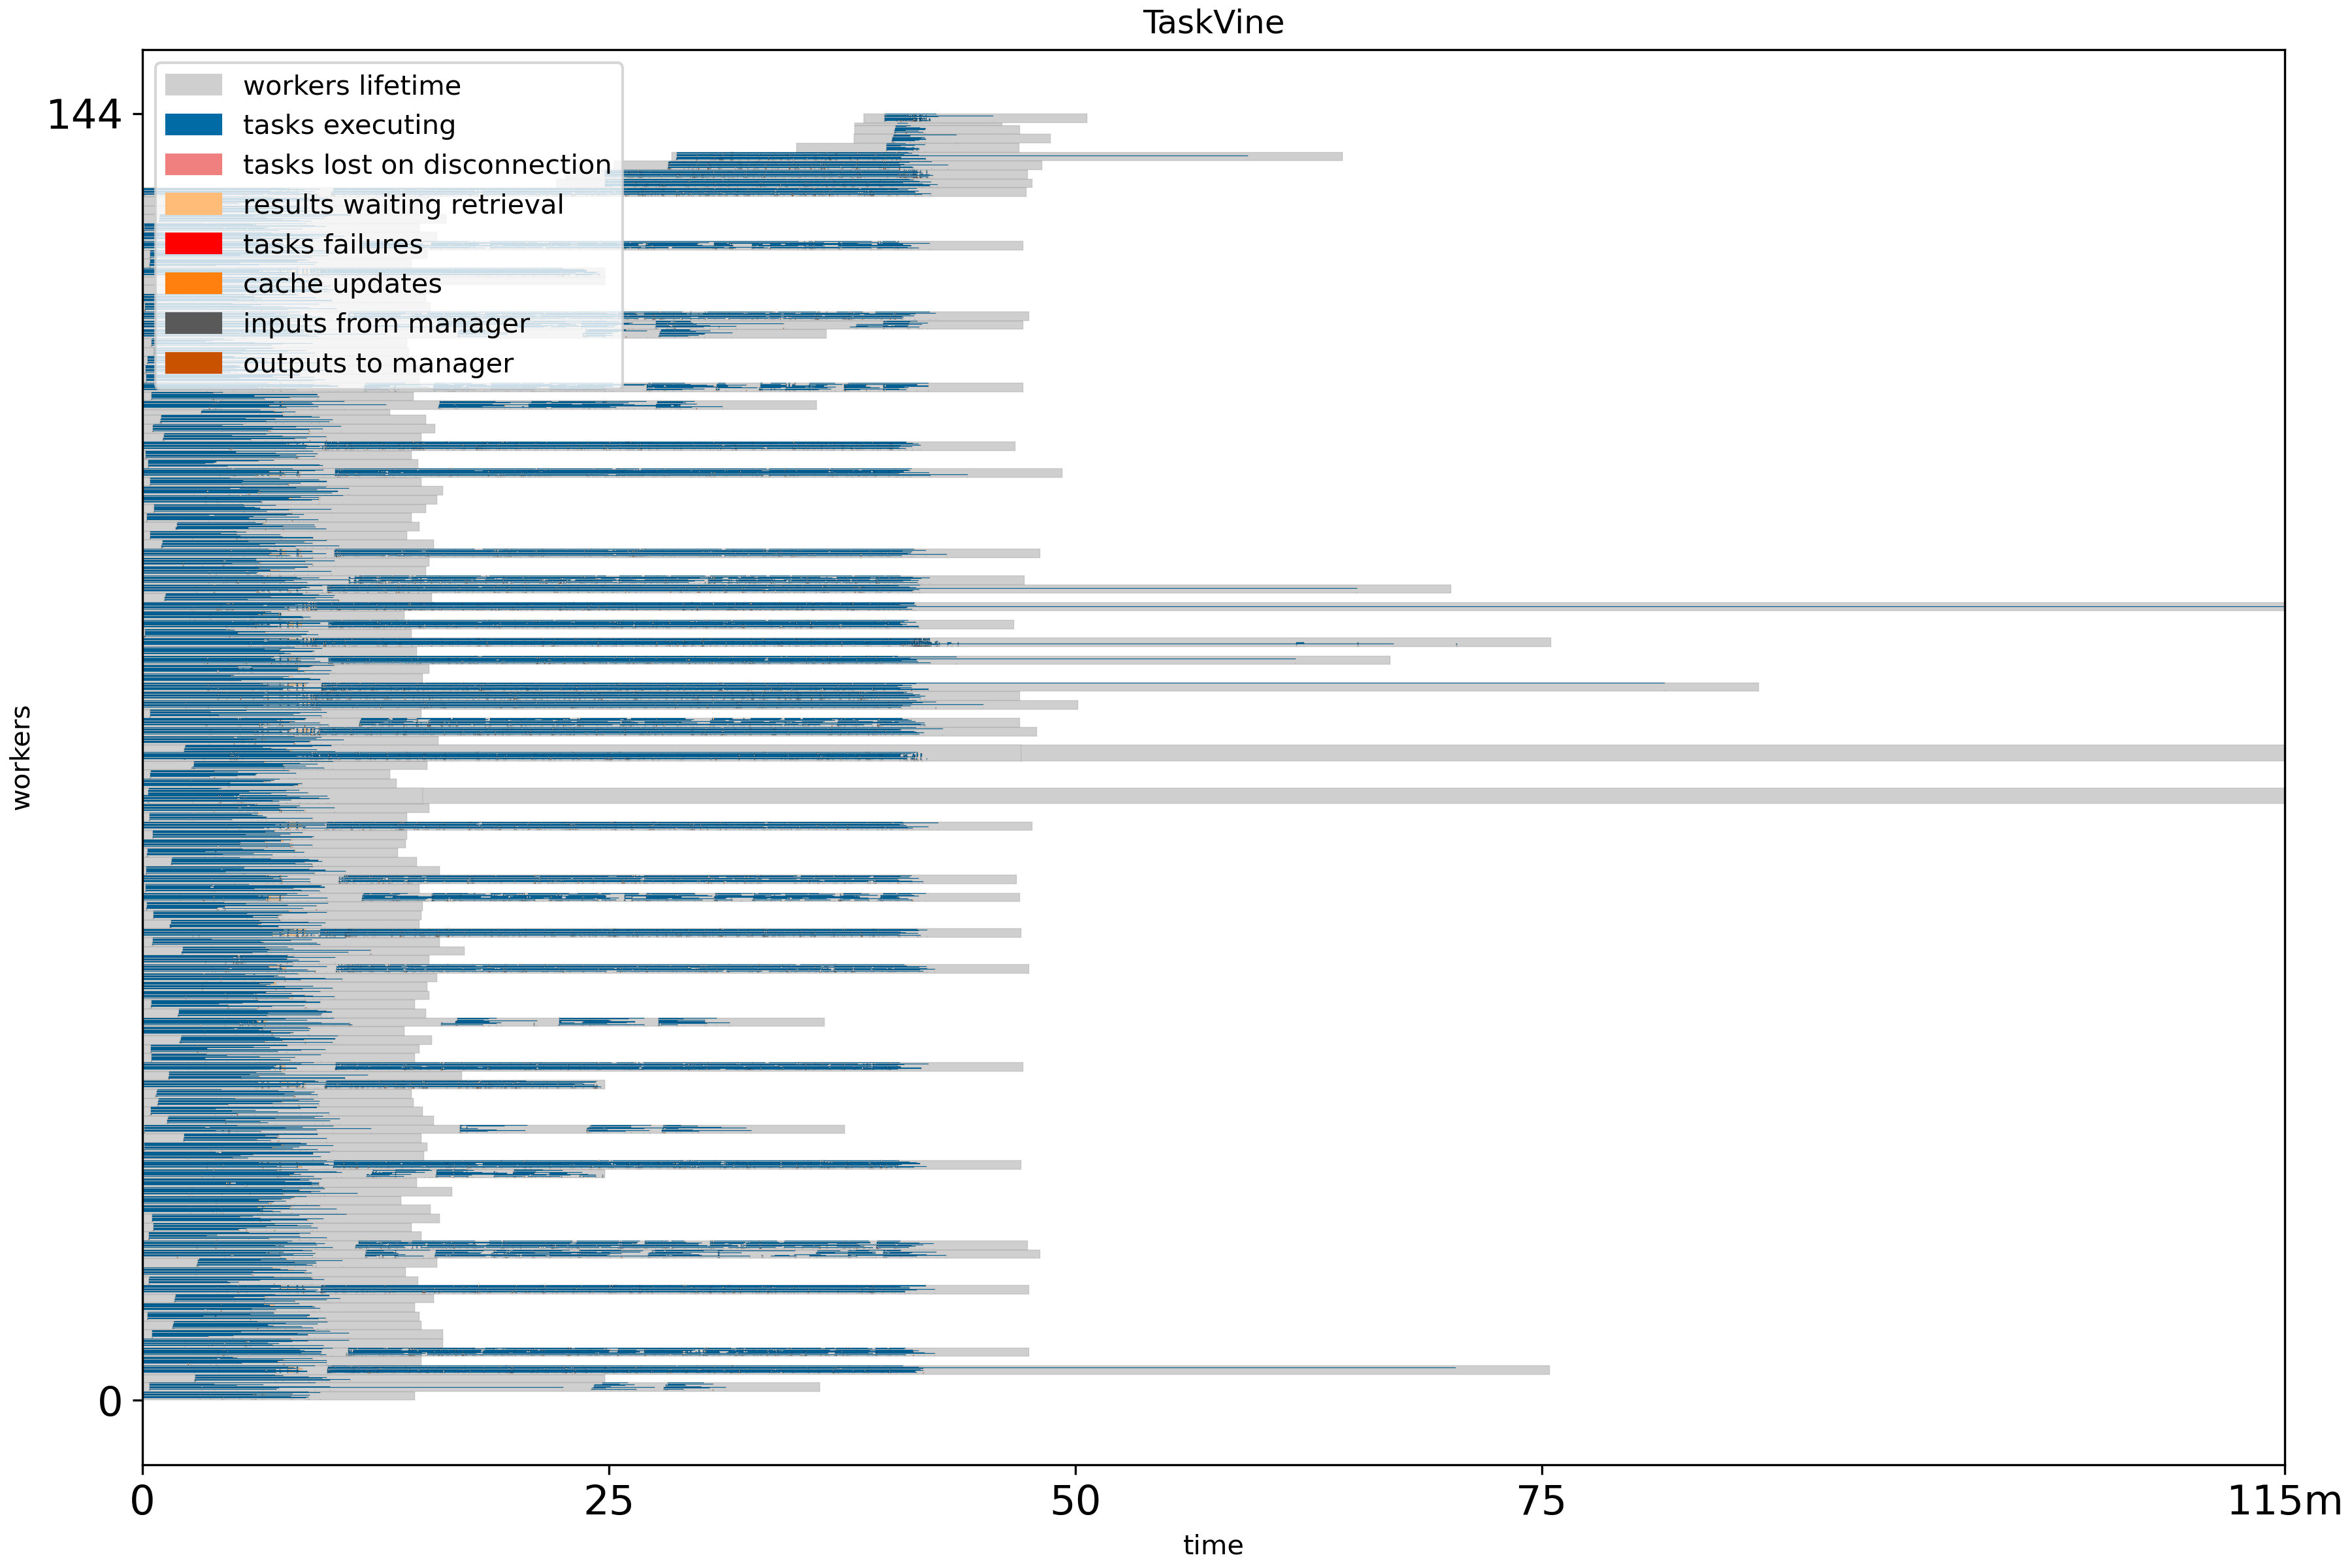 TaskVine
144
workers lifetime
tasks executing
tasks lost on disconnection
results waiting retrieval
tasks failures
cache updates
inputs from manager
outputs to manager
workers
0
0 25 50 75 115m
time